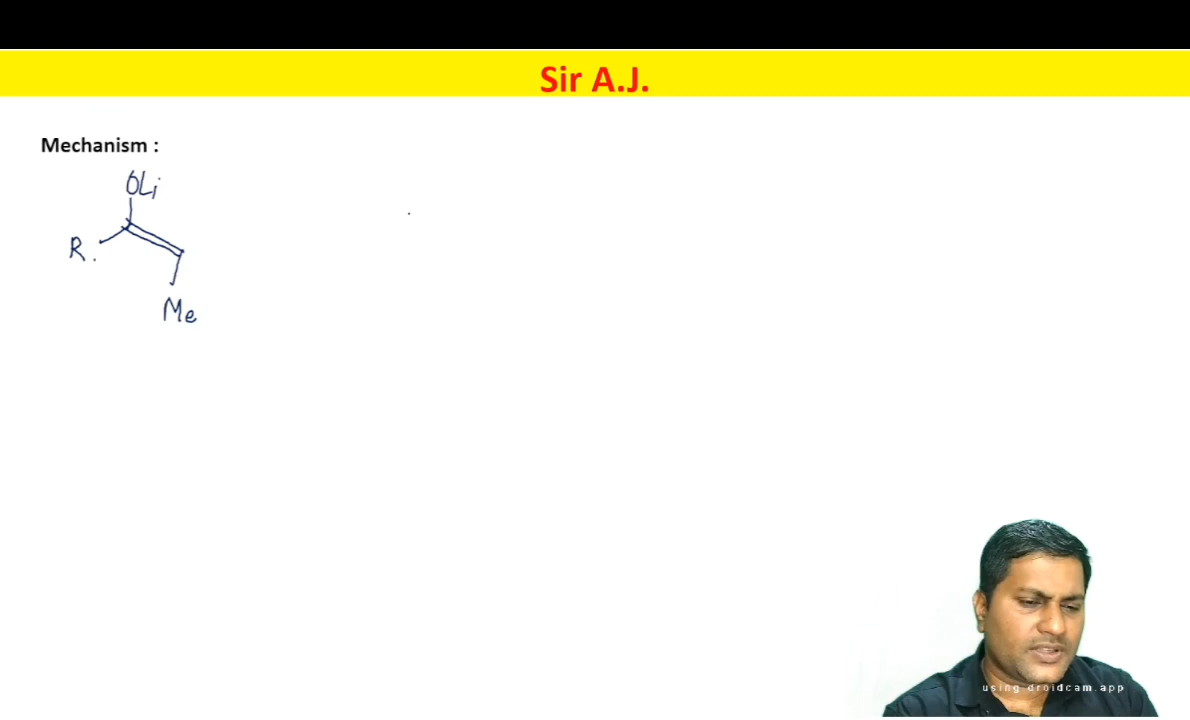 Sir A.J.
Mechanism :
OLi
R.
Me
using droidcam.app